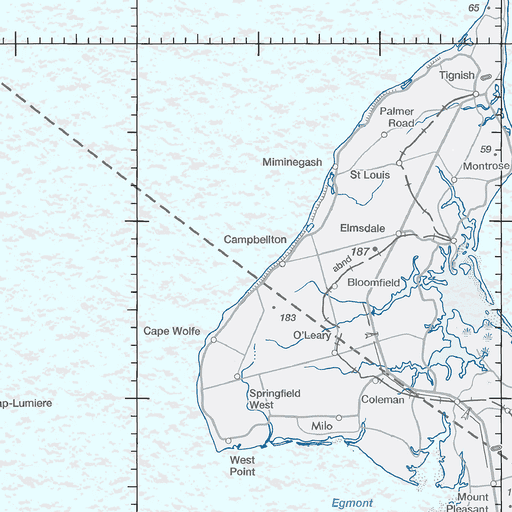 65
Tignish
Palmer
Road
59
Miminegash
Montrose
St Louis
Elmsdale
Campbellton
187
abnd
Bloomfield
183
Cape Wolfe
O'Leary
Springfield
West
Coleman
ap-Lumiere
Milo
West
Point
Mount
Pleasant
Egmont
1